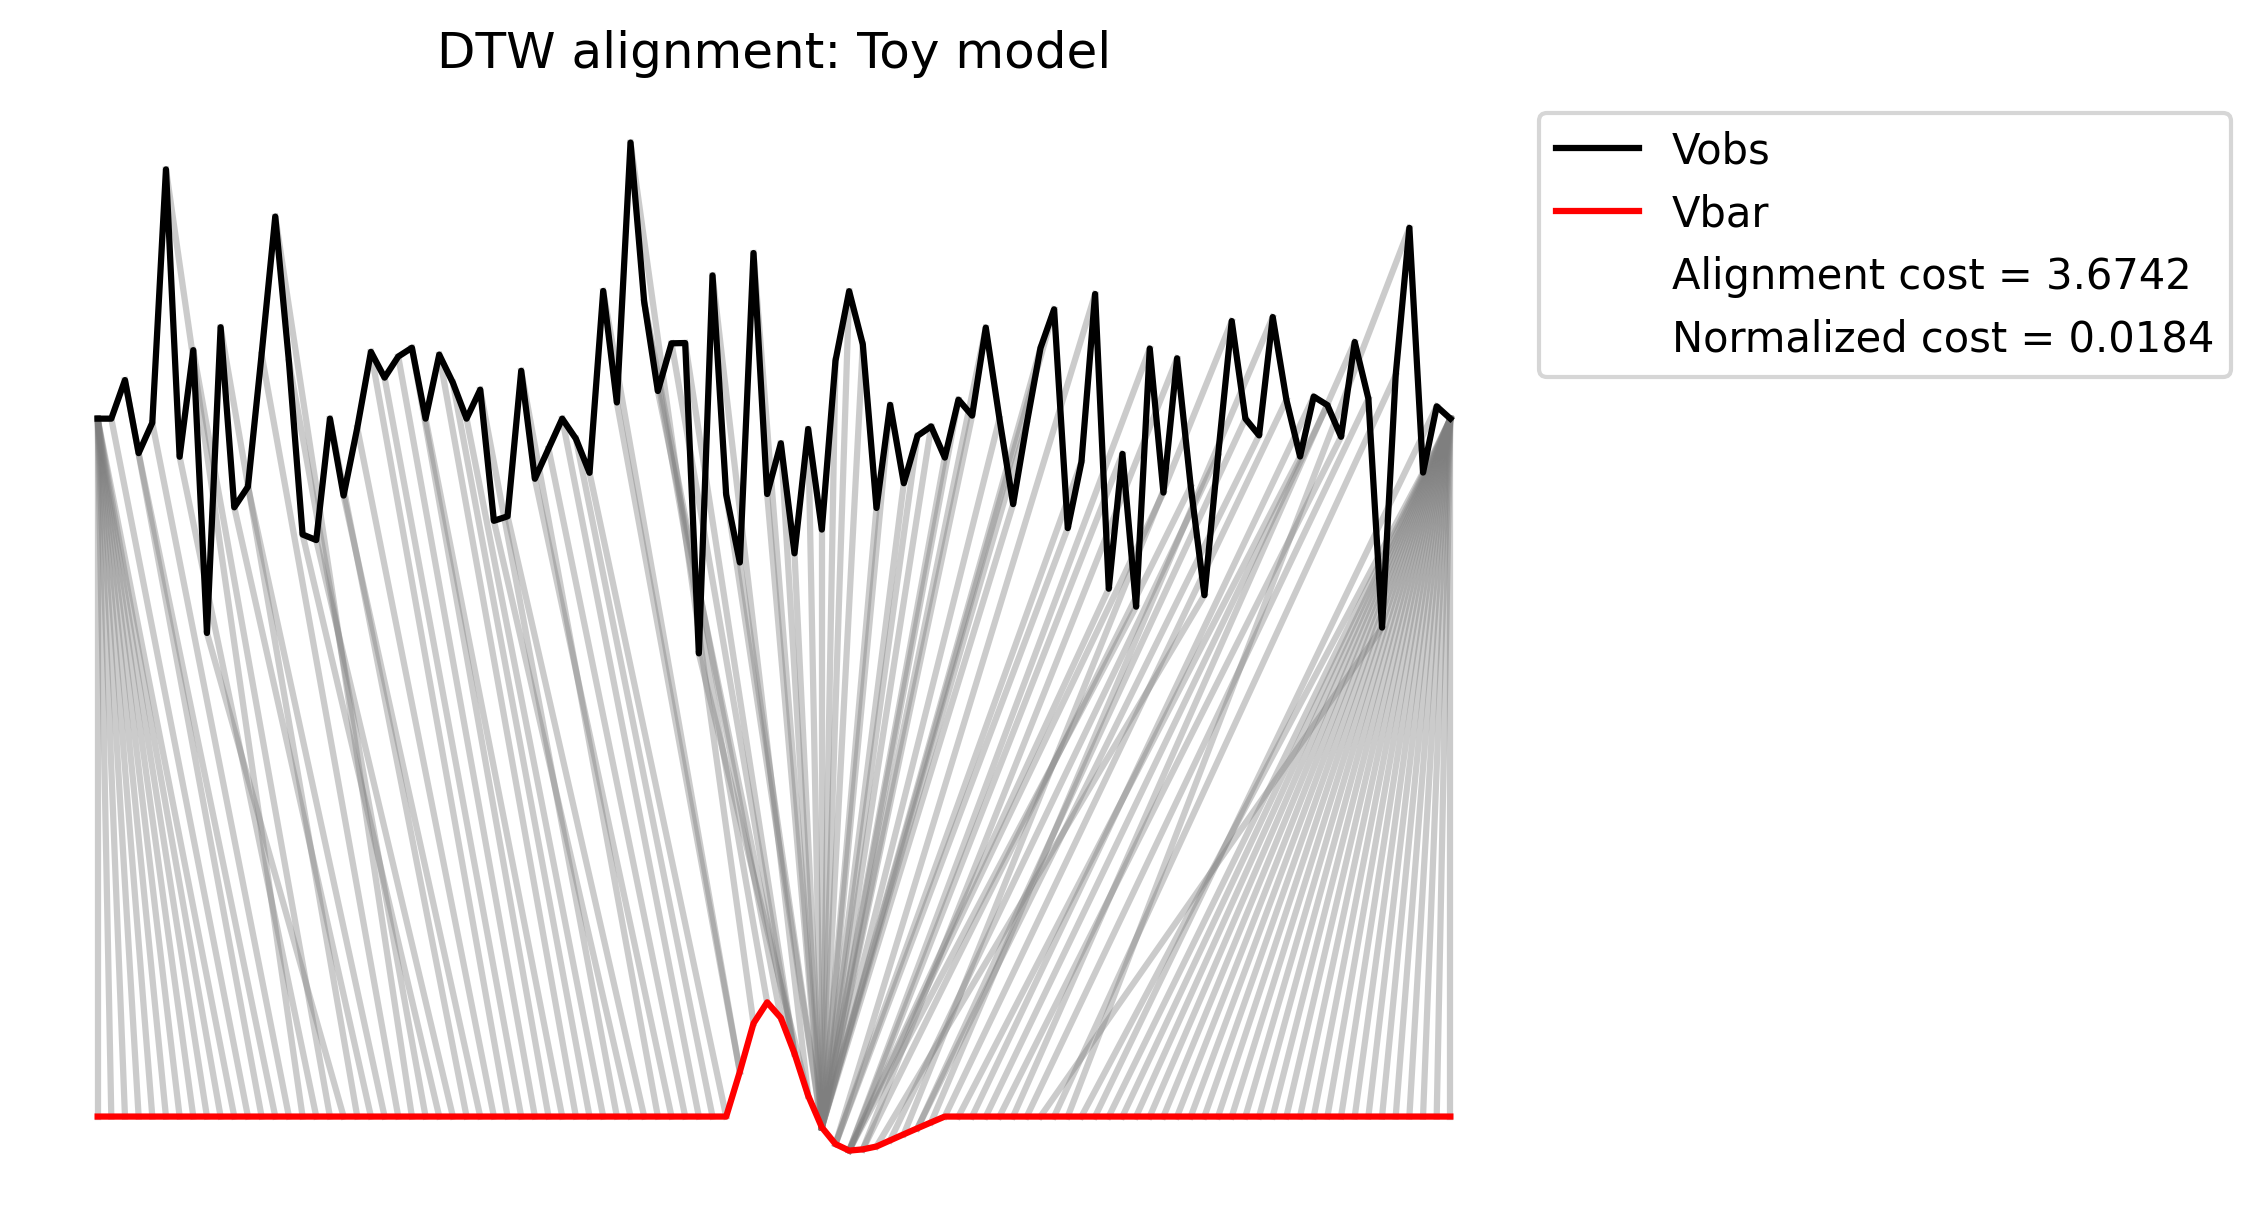 DTW alignment: Toy model
Vobs
Vbar
Alignment cost = 3.6742
Normalized cost = 0.0184